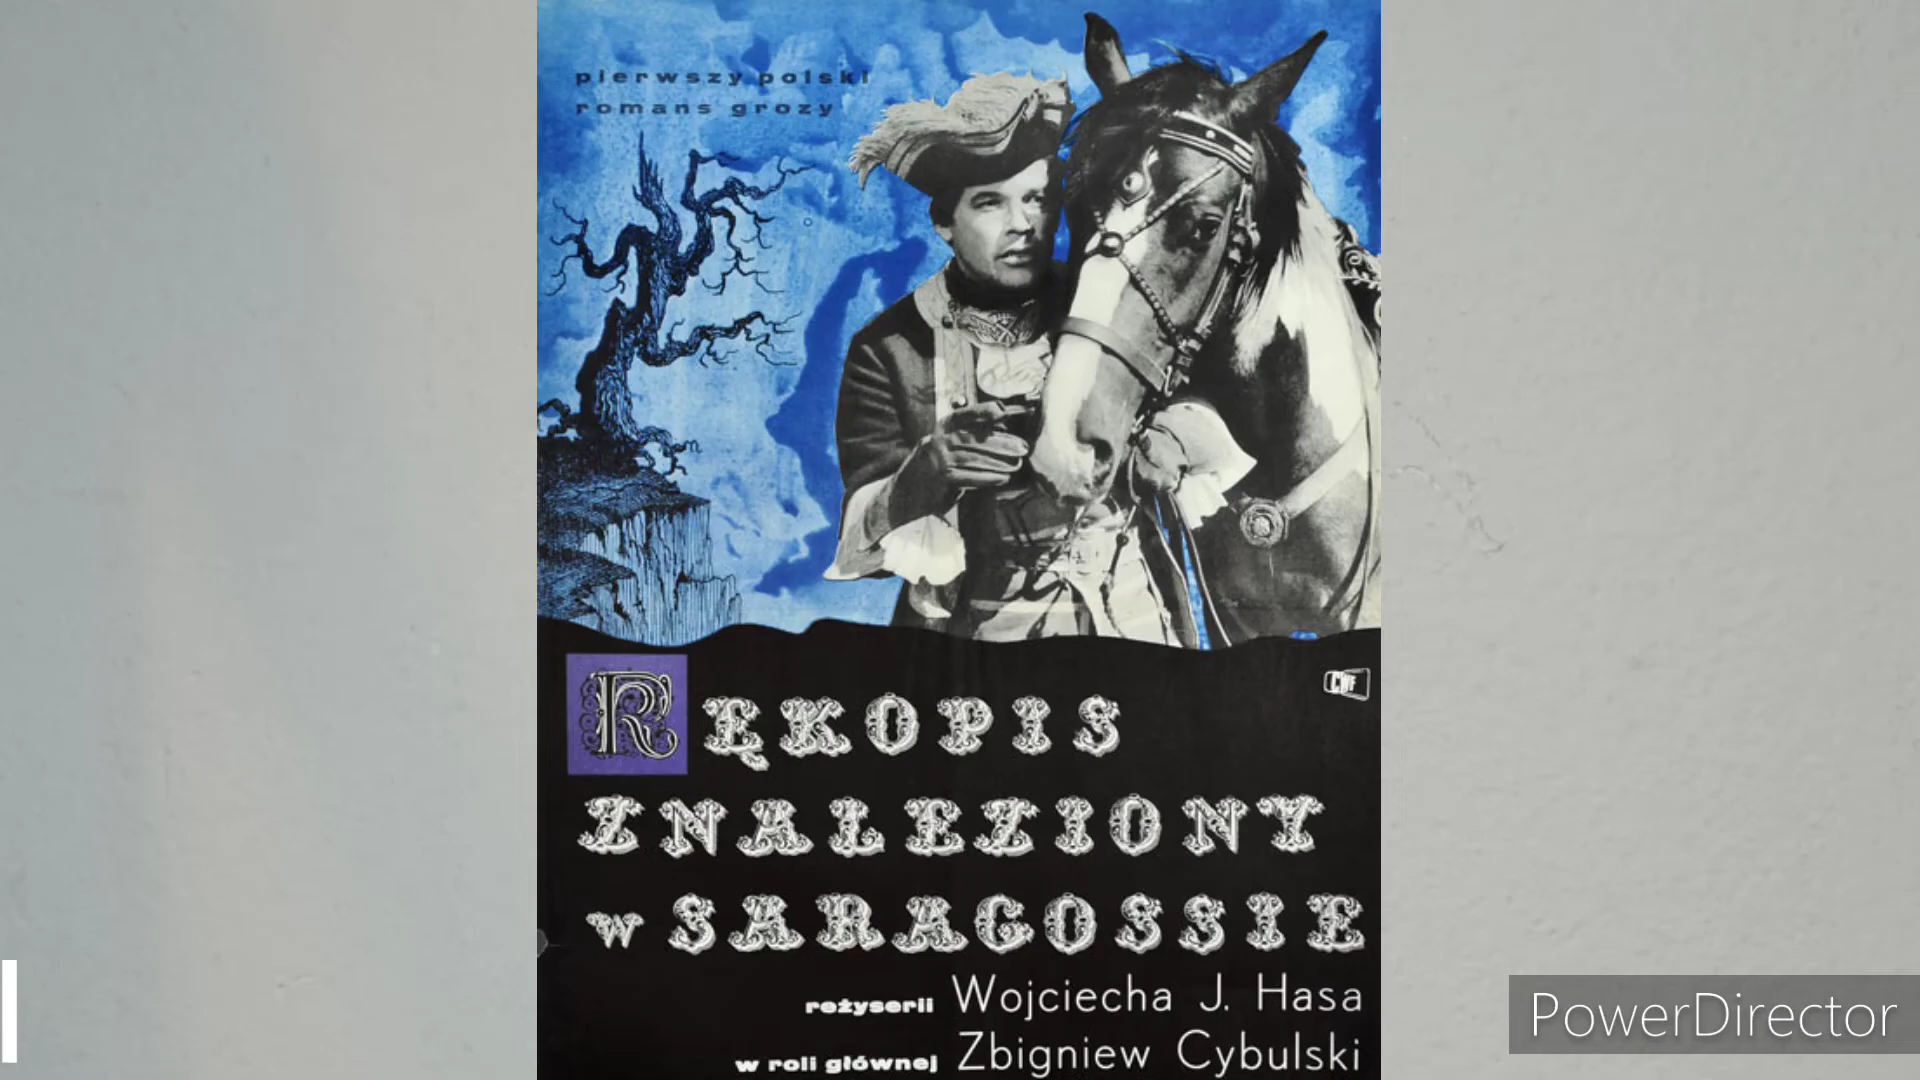 pierwszy polski
romans grozy
CWF
RĘKOPIS
ZNALEZIONY
W SARAGOSSIE
reżyserii Wojciecha J. Hasa
w roli głównej Zbigniew Cybulski
PowerDirector